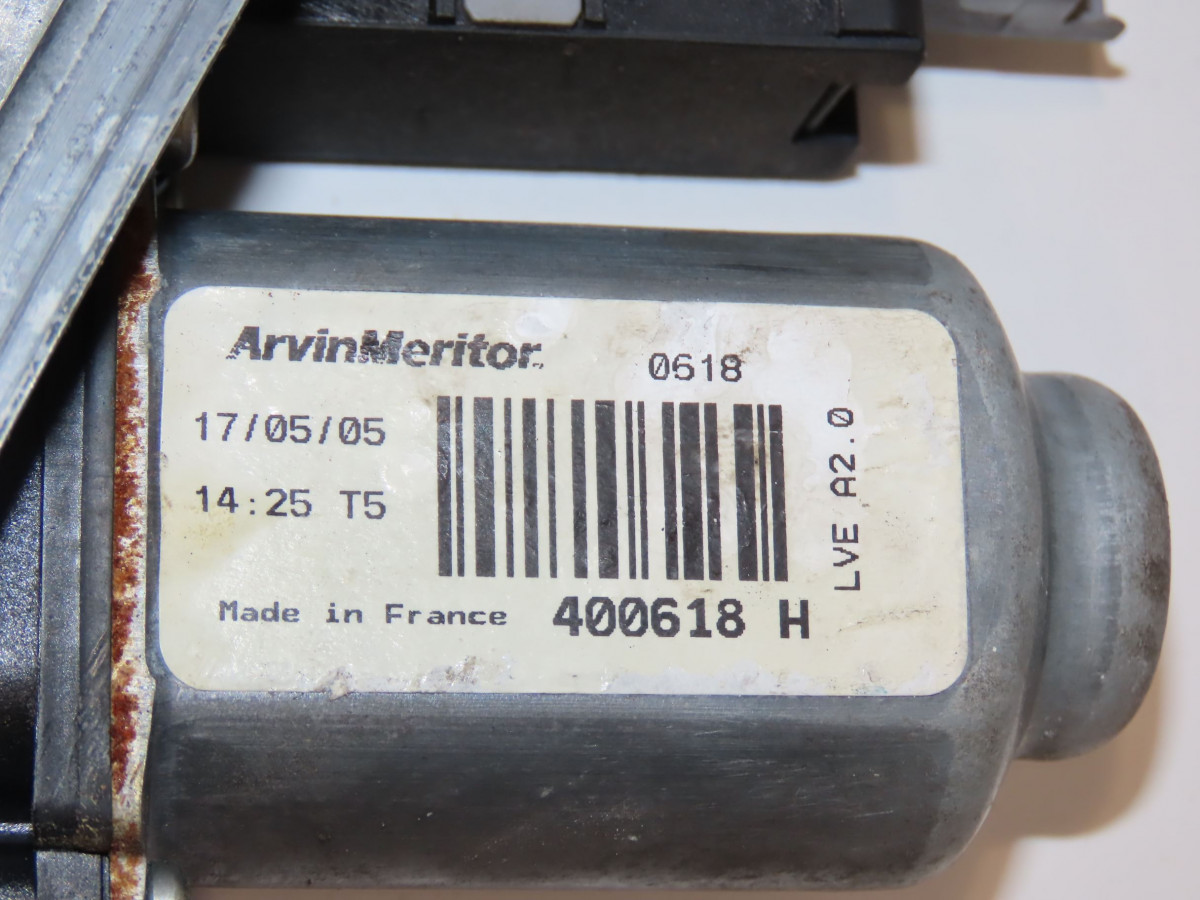 ArvinMeritor
0618
17/05/05
14:25 T5
LVE A2.0
Made in France
400618 H